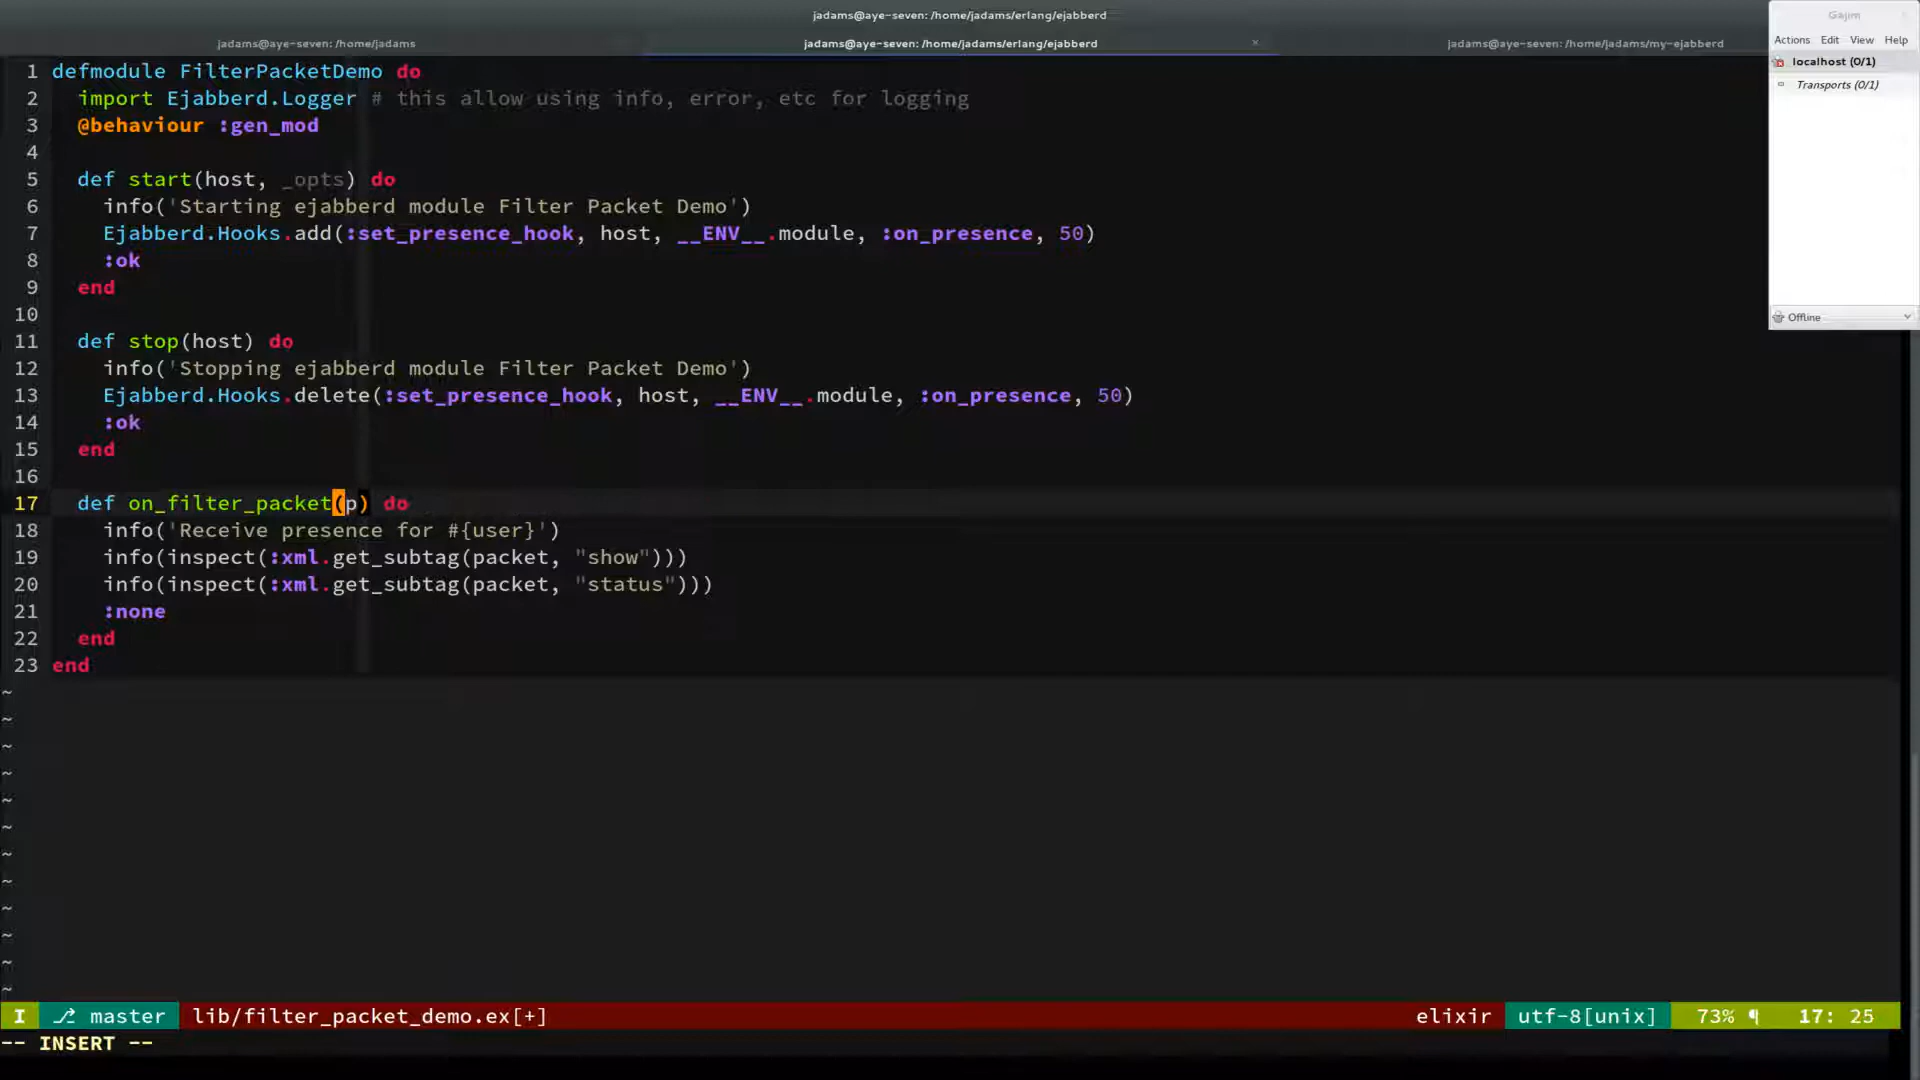 jadams@aye-seven: /home/jadams/erlang/ejabberd
jadams@aye-seven: /home/jadams
jadams@aye-seven: /home/jadams/erlang/ejabberd ×
jadams@aye-seven: /home/jadams/my-ejabberd
Gajim
Actions Edit View Help
localhost (0/1)
Transports (0/1)
Offline
1 defmodule FilterPacketDemo do
2 import Ejabberd.Logger # this allow using info, error, etc for logging
3 @behaviour :gen_mod
4
5 def start(host, _opts) do
6 info('Starting ejabberd module Filter Packet Demo')
7 Ejabberd.Hooks.add(:set_presence_hook, host, __ENV__.module, :on_presence, 50)
8 :ok
9 end
10
11 def stop(host) do
12 info('Stopping ejabberd module Filter Packet Demo')
13 Ejabberd.Hooks.delete(:set_presence_hook, host, __ENV__.module, :on_presence, 50)
14 :ok
15 end
16
17 def on_filter_packet(p) do
18 info('Receive presence for #{user}')
19 info(inspect(:xml.get_subtag(packet, "show")))
20 info(inspect(:xml.get_subtag(packet, "status")))
21 :none
22 end
23 end
~
~
~
~
~
~
~
~
~
~
~
~
I ⎇ master lib/filter_packet_demo.ex[+] elixir utf-8[unix] 73% ¶ 17: 25
-- INSERT --